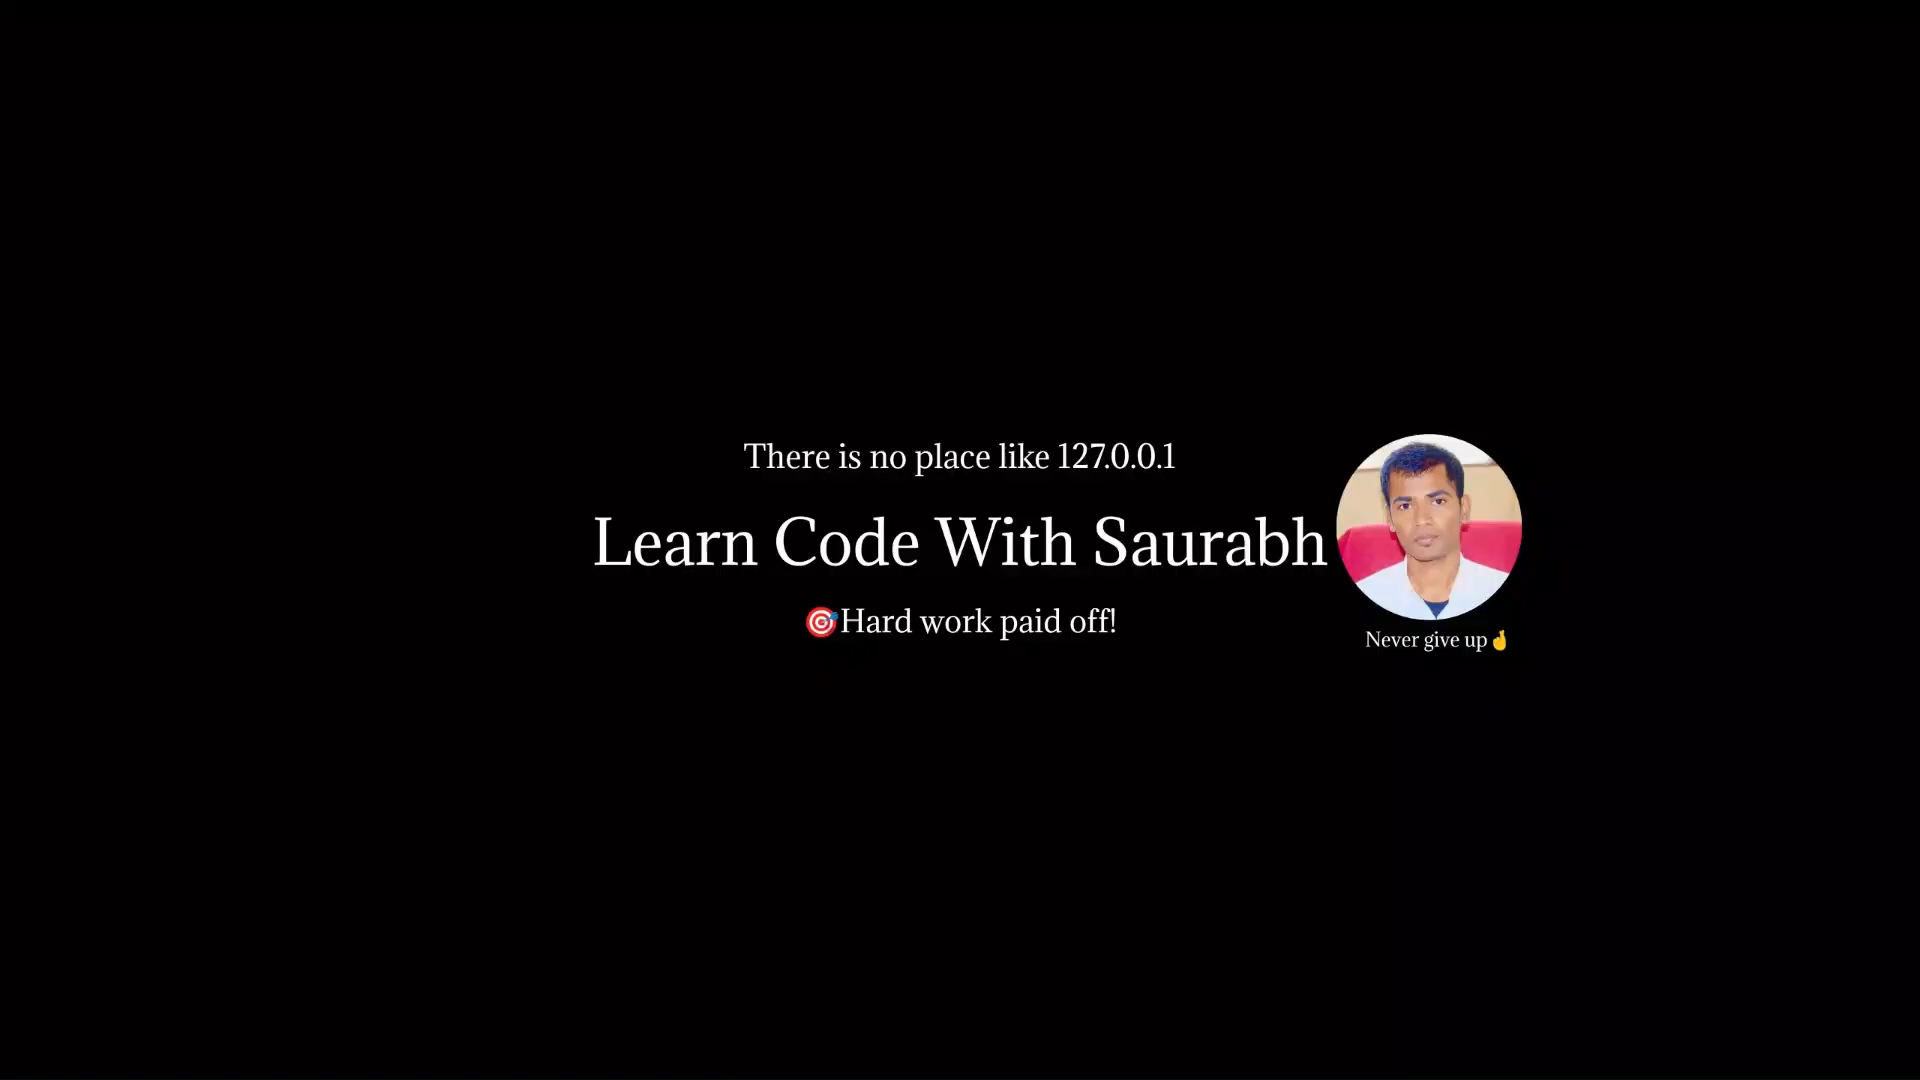 There is no place like 127.0.0.1
Learn Code With Saurabh
🎯Hard work paid off!
Never give up🤞